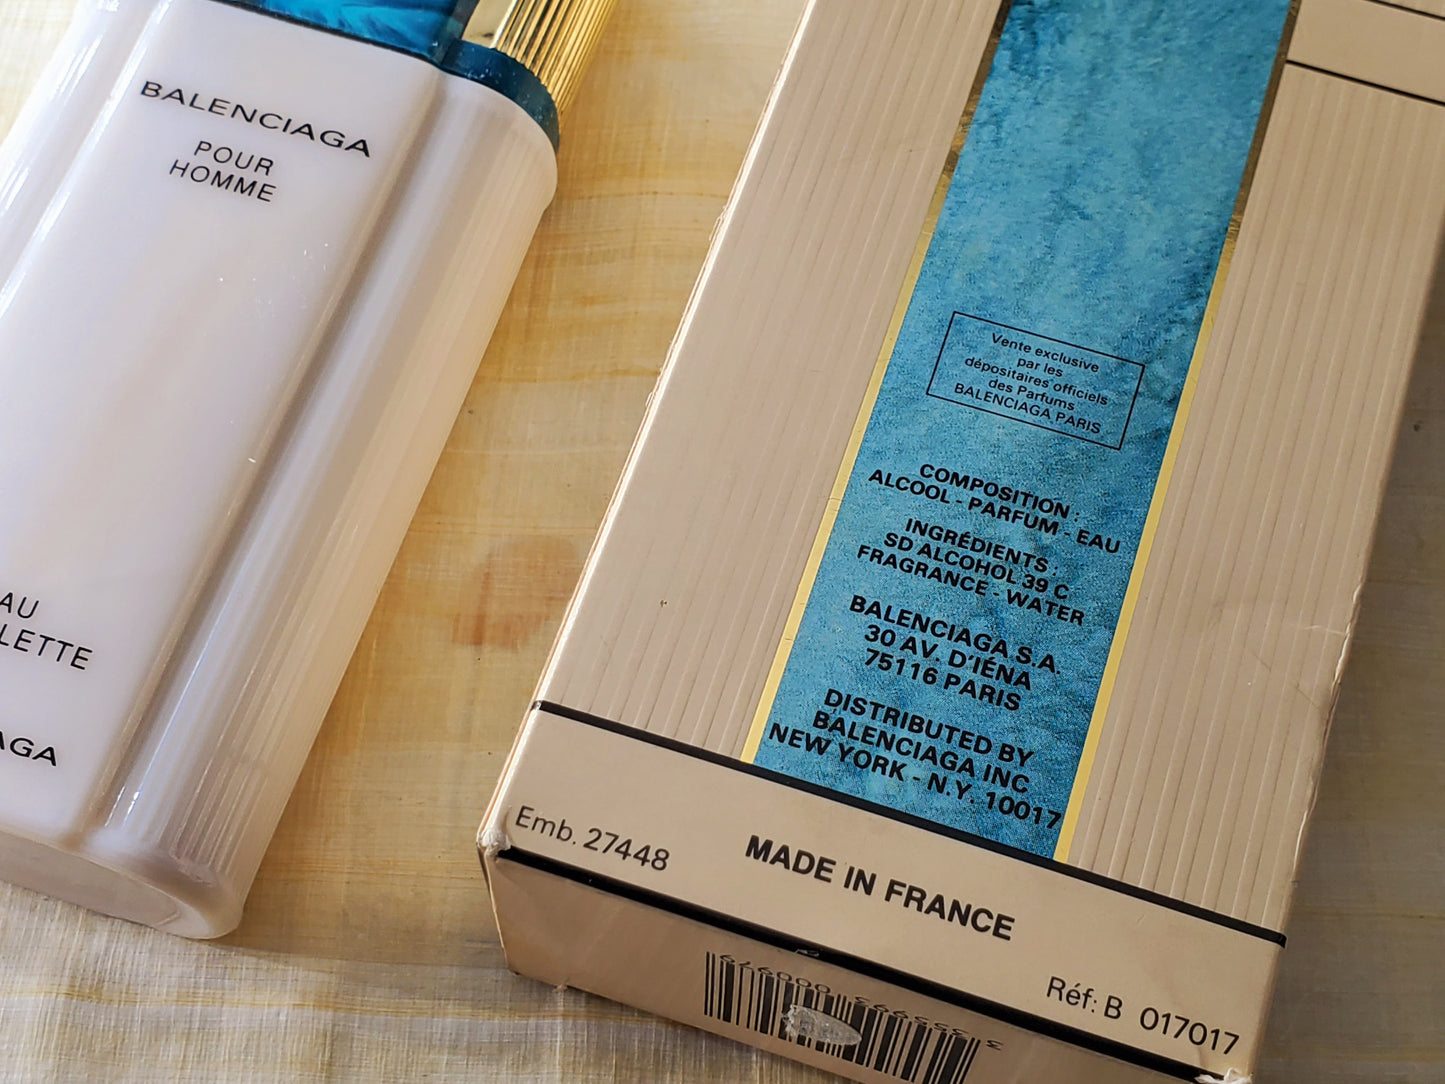 BALENCIAGA
POUR
HOMME
AU
LETTE
AGA
Vente exclusive
par les
dépositaires officiels
des Parfums
BALENCIAGA PARIS
COMPOSITION :
ALCOOL - PARFUM - EAU
INGRÉDIENTS :
SD ALCOHOL 39 C
FRAGRANCE - WATER
BALENCIAGA S.A.
30 AV. D'IÉNA
75116 PARIS
DISTRIBUTED BY
BALENCIAGA INC
NEW YORK - N.Y. 10017
Emb. 27448
MADE IN FRANCE
Réf: B 017017